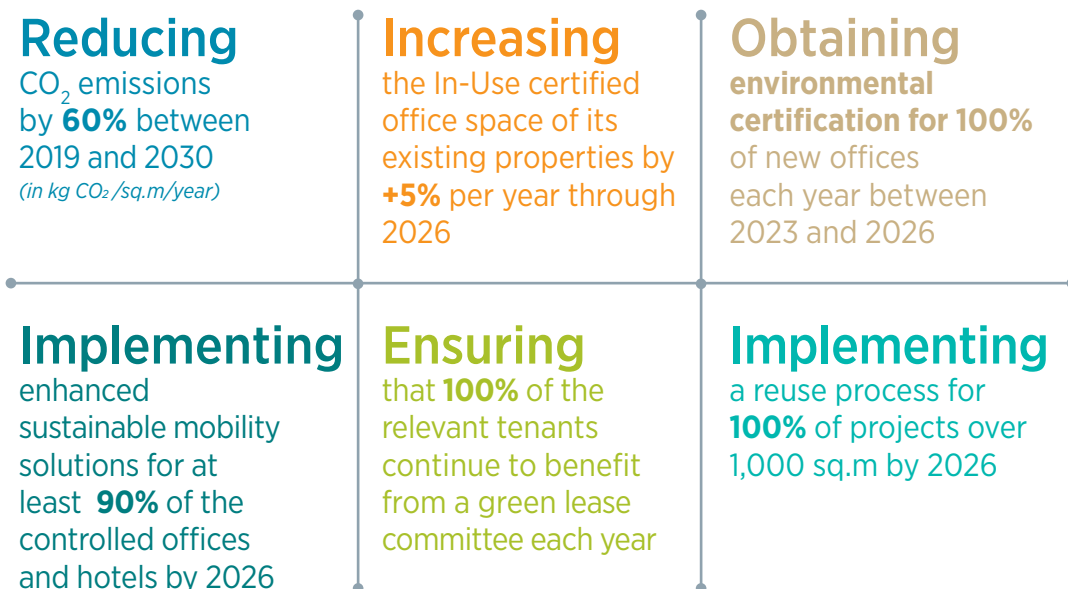 Reducing
CO₂ emissions
by 60% between
2019 and 2030
(in kg CO₂ /sq.m/year)
Increasing
the In-Use certified
office space of its
existing properties by
+5% per year through
2026
Obtaining
environmental
certification for 100%
of new offices
each year between
2023 and 2026
Implementing
enhanced
sustainable mobility
solutions for at
least 90% of the
controlled offices
and hotels by 2026
Ensuring
that 100% of the
relevant tenants
continue to benefit
from a green lease
committee each year
Implementing
a reuse process for
100% of projects over
1,000 sq.m by 2026